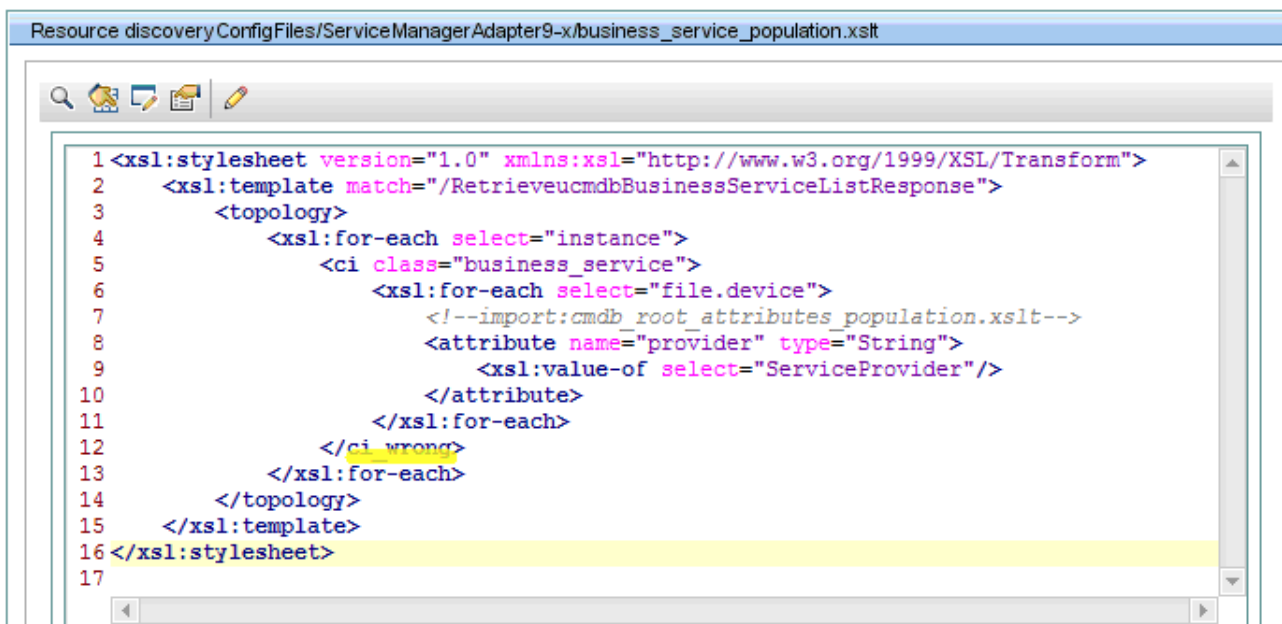 Resource discoveryConfigFiles/ServiceManagerAdapter9-x/business_service_population.xslt
1 <xsl:stylesheet version="1.0" xmlns:xsl="http://www.w3.org/1999/XSL/Transform">
2     <xsl:template match="/RetrieveucmdbBusinessServiceListResponse">
3         <topology>
4             <xsl:for-each select="instance">
5                 <ci class="business_service">
6                     <xsl:for-each select="file.device">
7                         <!--import:cmdb_root_attributes_population.xslt-->
8                         <attribute name="provider" type="String">
9                             <xsl:value-of select="ServiceProvider"/>
10                         </attribute>
11                     </xsl:for-each>
12                 </ci_wrong>
13             </xsl:for-each>
14         </topology>
15     </xsl:template>
16 </xsl:stylesheet>
17